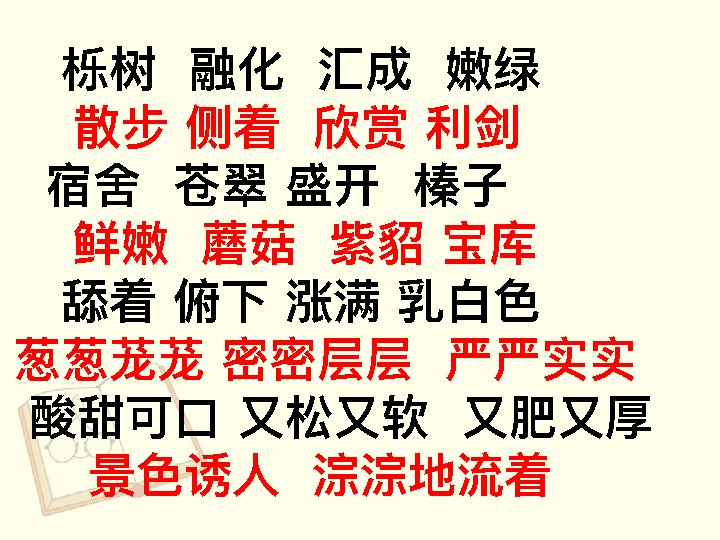 栎树 融化 汇成 嫩绿
散步 侧着 欣赏 利剑
宿舍 苍翠 盛开 榛子
鲜嫩 蘑菇 紫貂 宝库
舔着 俯下 涨满 乳白色
葱葱茏茏 密密层层 严严实实
酸甜可口 又松又软 又肥又厚
景色诱人 淙淙地流着